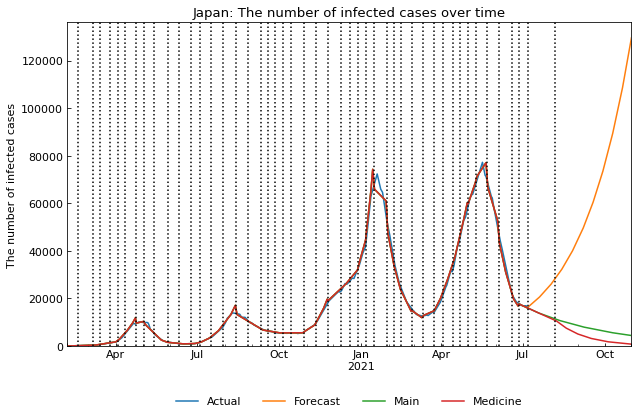 Japan: The number of infected cases over time
The number of infected cases
120000
100000
80000
60000
40000
20000
0
Apr
Jul
Oct
Jan
2021
Apr
Jul
Oct
Actual
Forecast
Main
Medicine